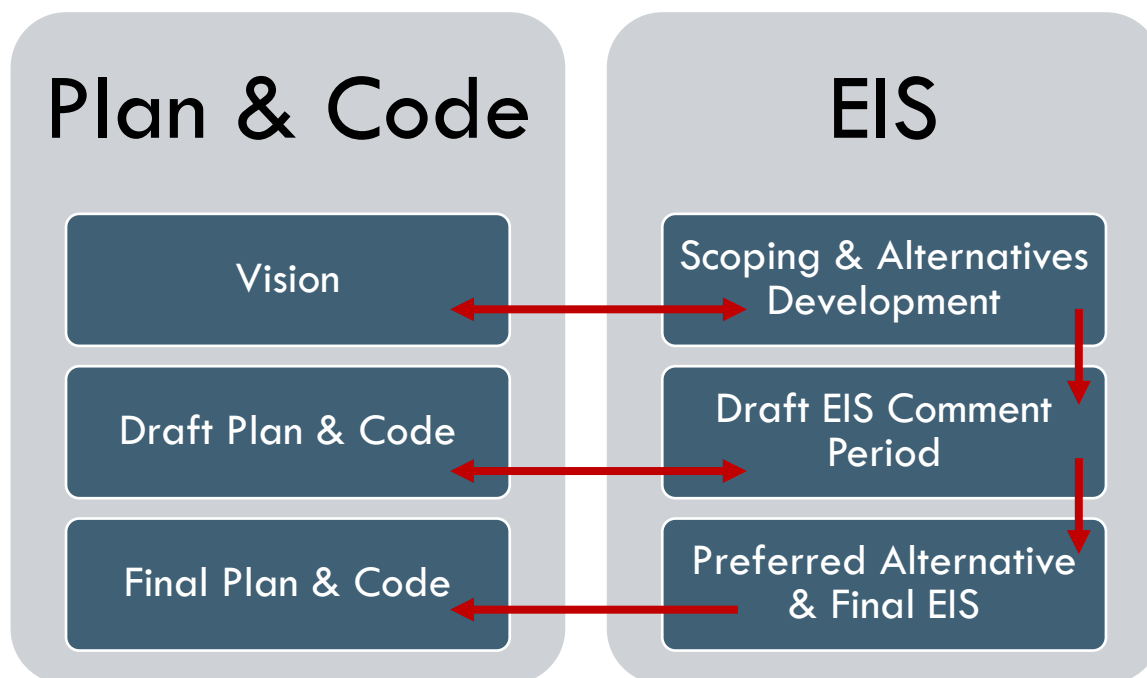 Plan & Code
Vision
Draft Plan & Code
Final Plan & Code
EIS
Scoping & Alternatives
Development
Draft EIS Comment
Period
Preferred Alternative
& Final EIS